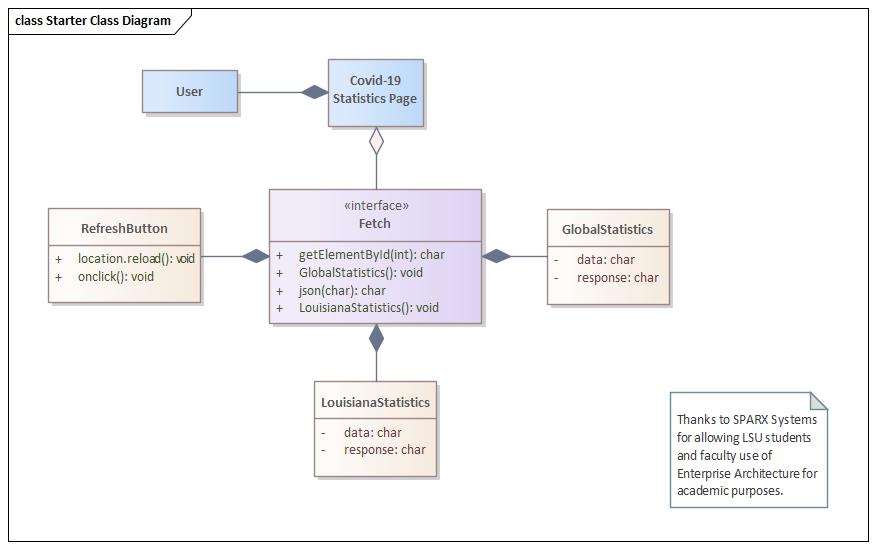 class Starter Class Diagram
User
Covid-19
Statistics Page
«interface»
Fetch
+ getElementById(int): char
+ GlobalStatistics(): void
+ json(char): char
+ LouisianaStatistics(): void
RefreshButton
+ location.reload(): void
+ onclick(): void
GlobalStatistics
- data: char
- response: char
LouisianaStatistics
- data: char
- response: char
Thanks to SPARX Systems
for allowing LSU students
and faculty use of
Enterprise Architecture for
academic purposes.